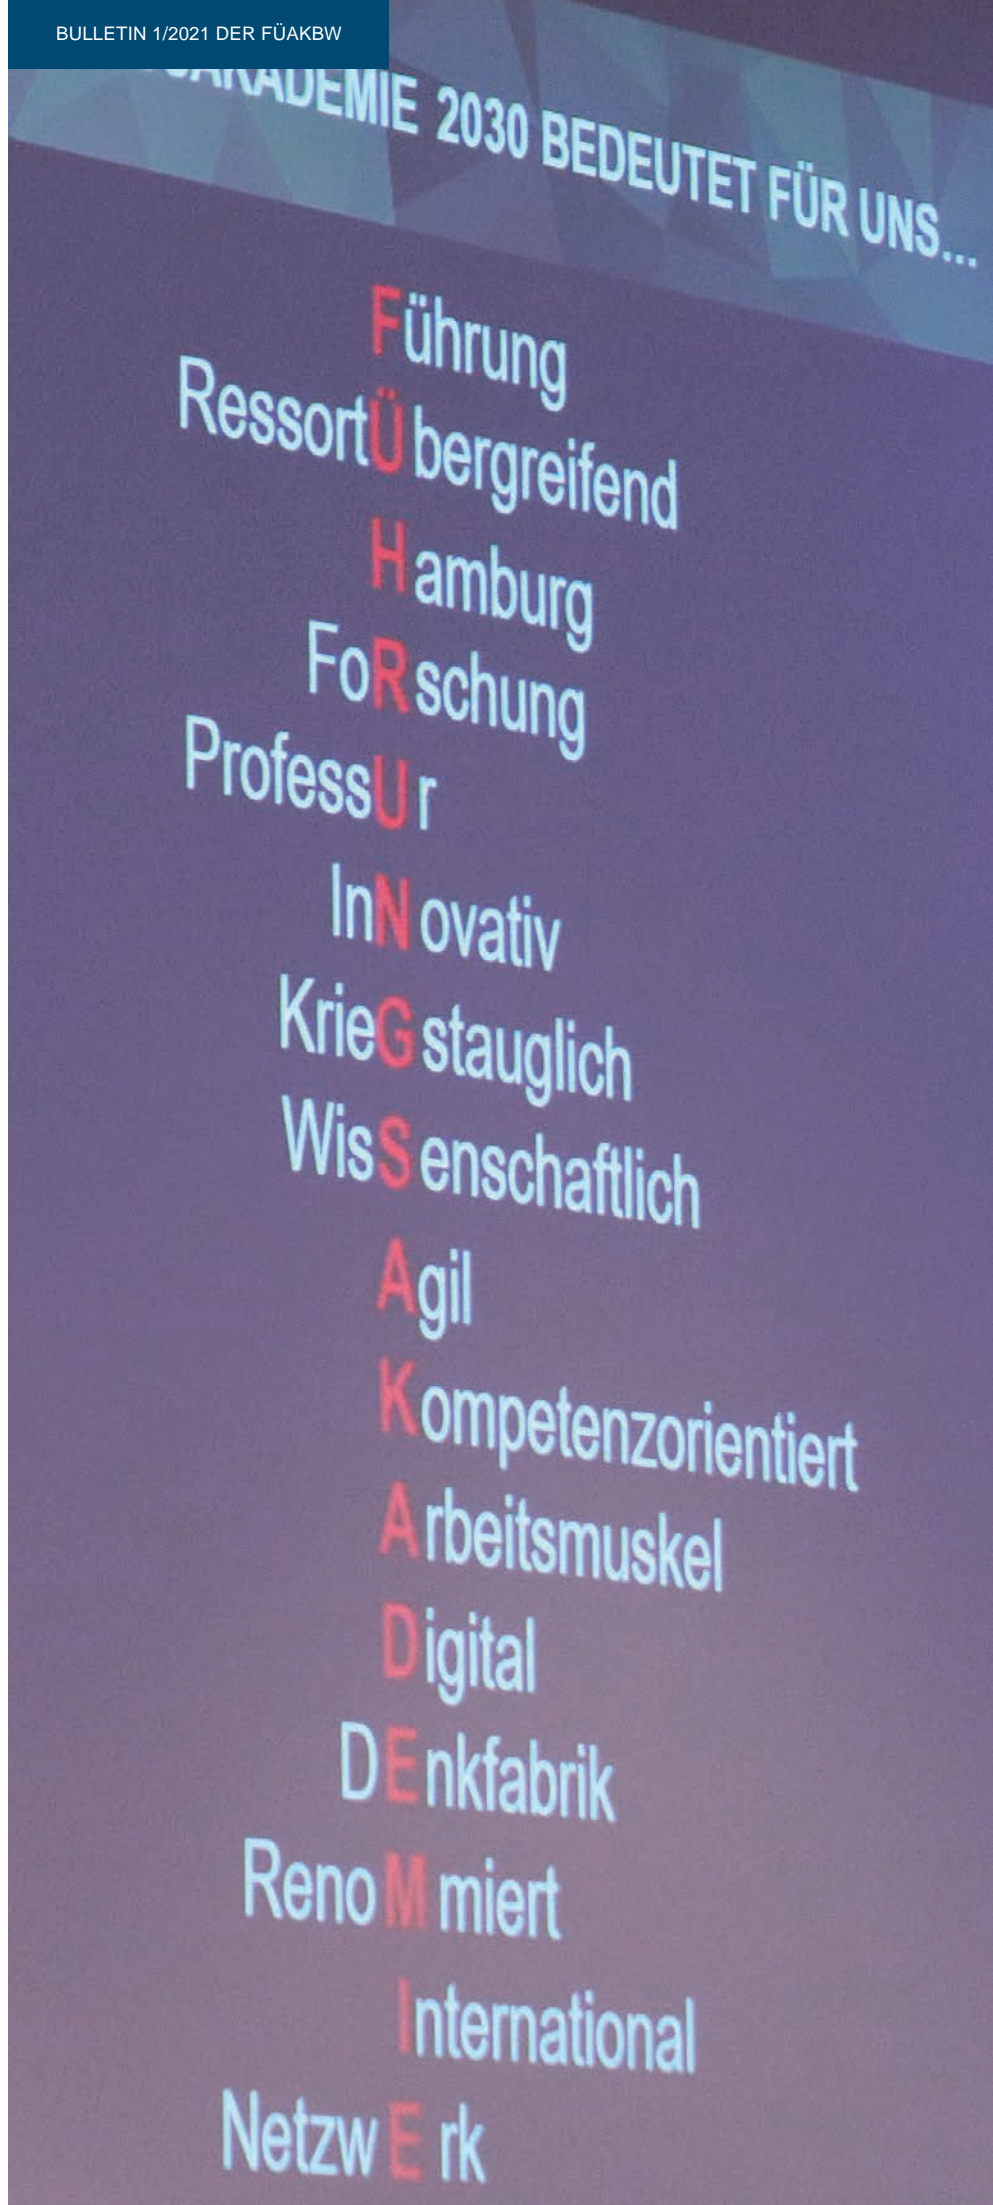 BULLETIN 1/2021 DER FÜAKBW
AKADEMIE 2030 BEDEUTET FÜR UNS...
Führung
RessortÜbergreifend
Hamburg
FoRschung
ProfessUr
InNovativ
KrieGstauglich
WisSenschaftlich
Agil
Kompetenzorientiert
Arbeitsmuskel
Digital
DEnkfabrik
RenoMmiert
International
NetzwErk